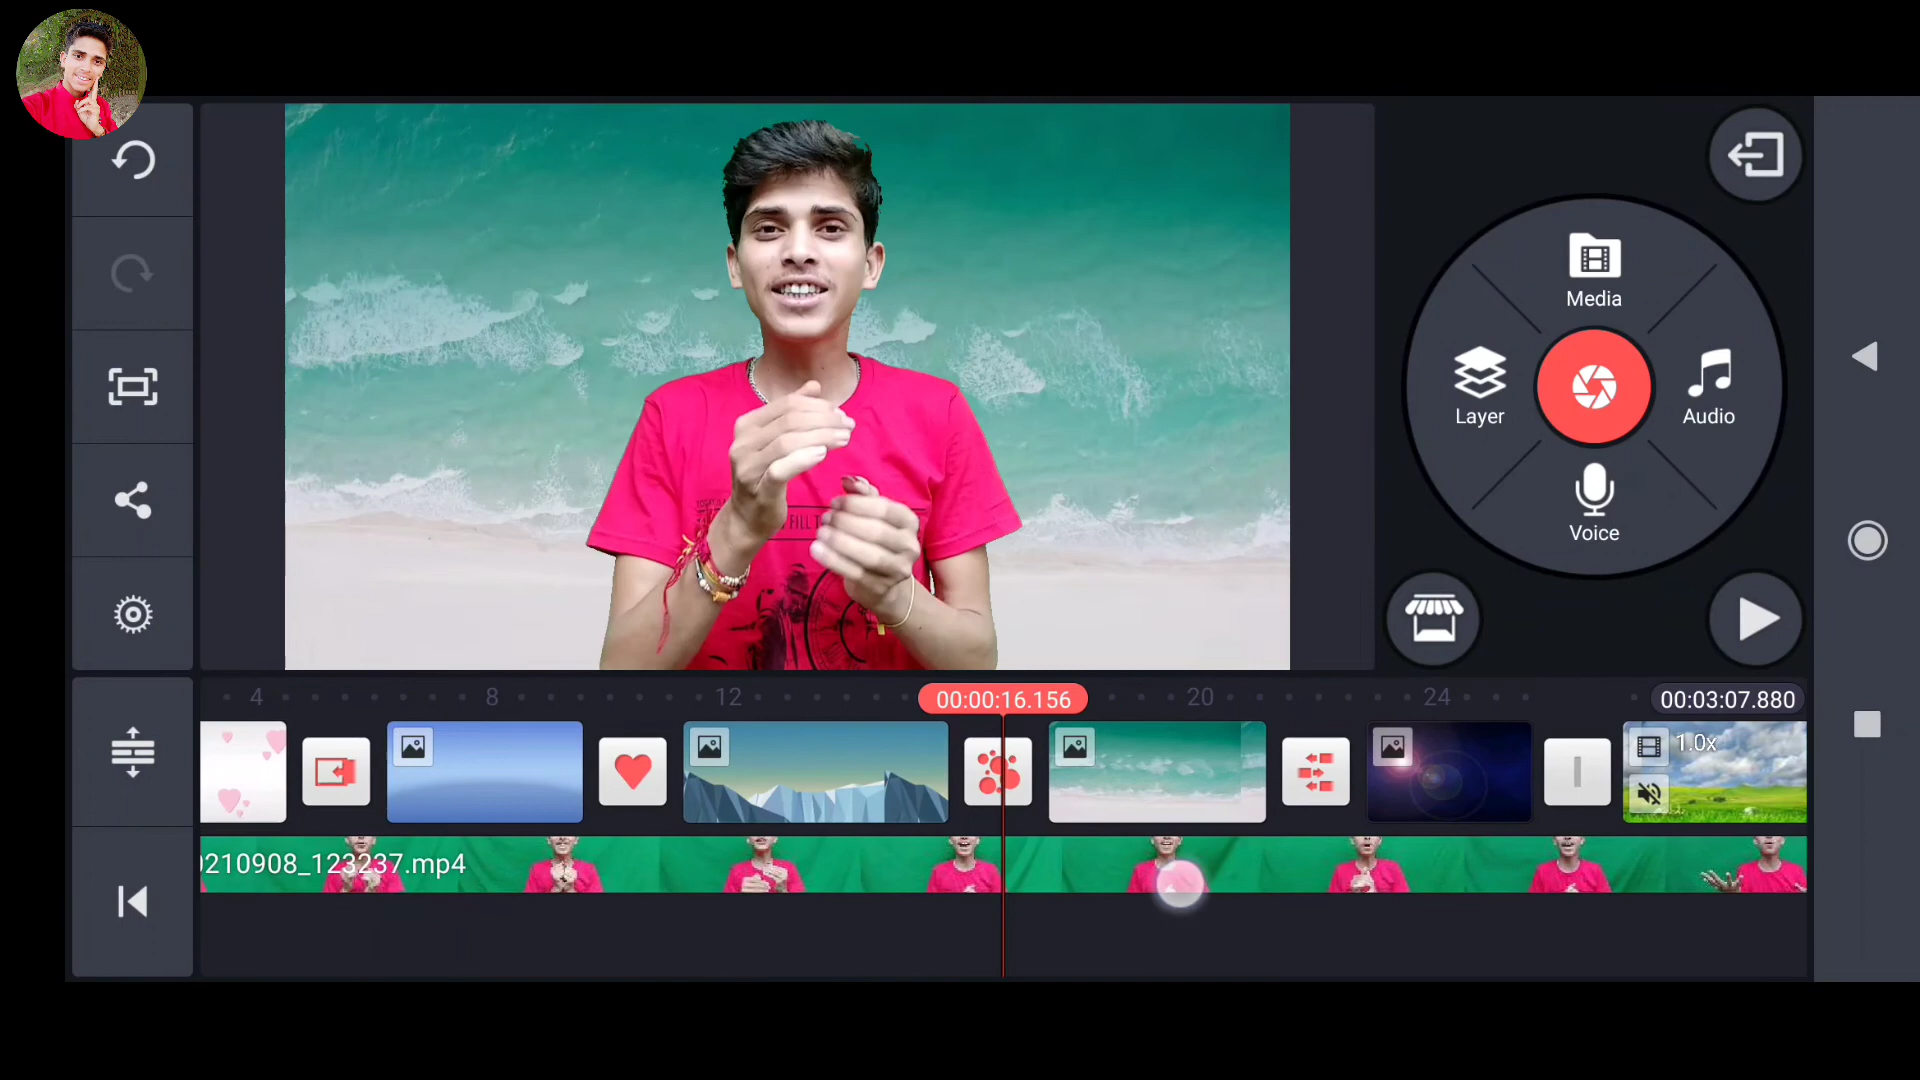 Media
Layer
Audio
Voice
FILL T
4
8
12
00:00:16.156
20
24
00:03:07.880
1.0x
0210908_123237.mp4